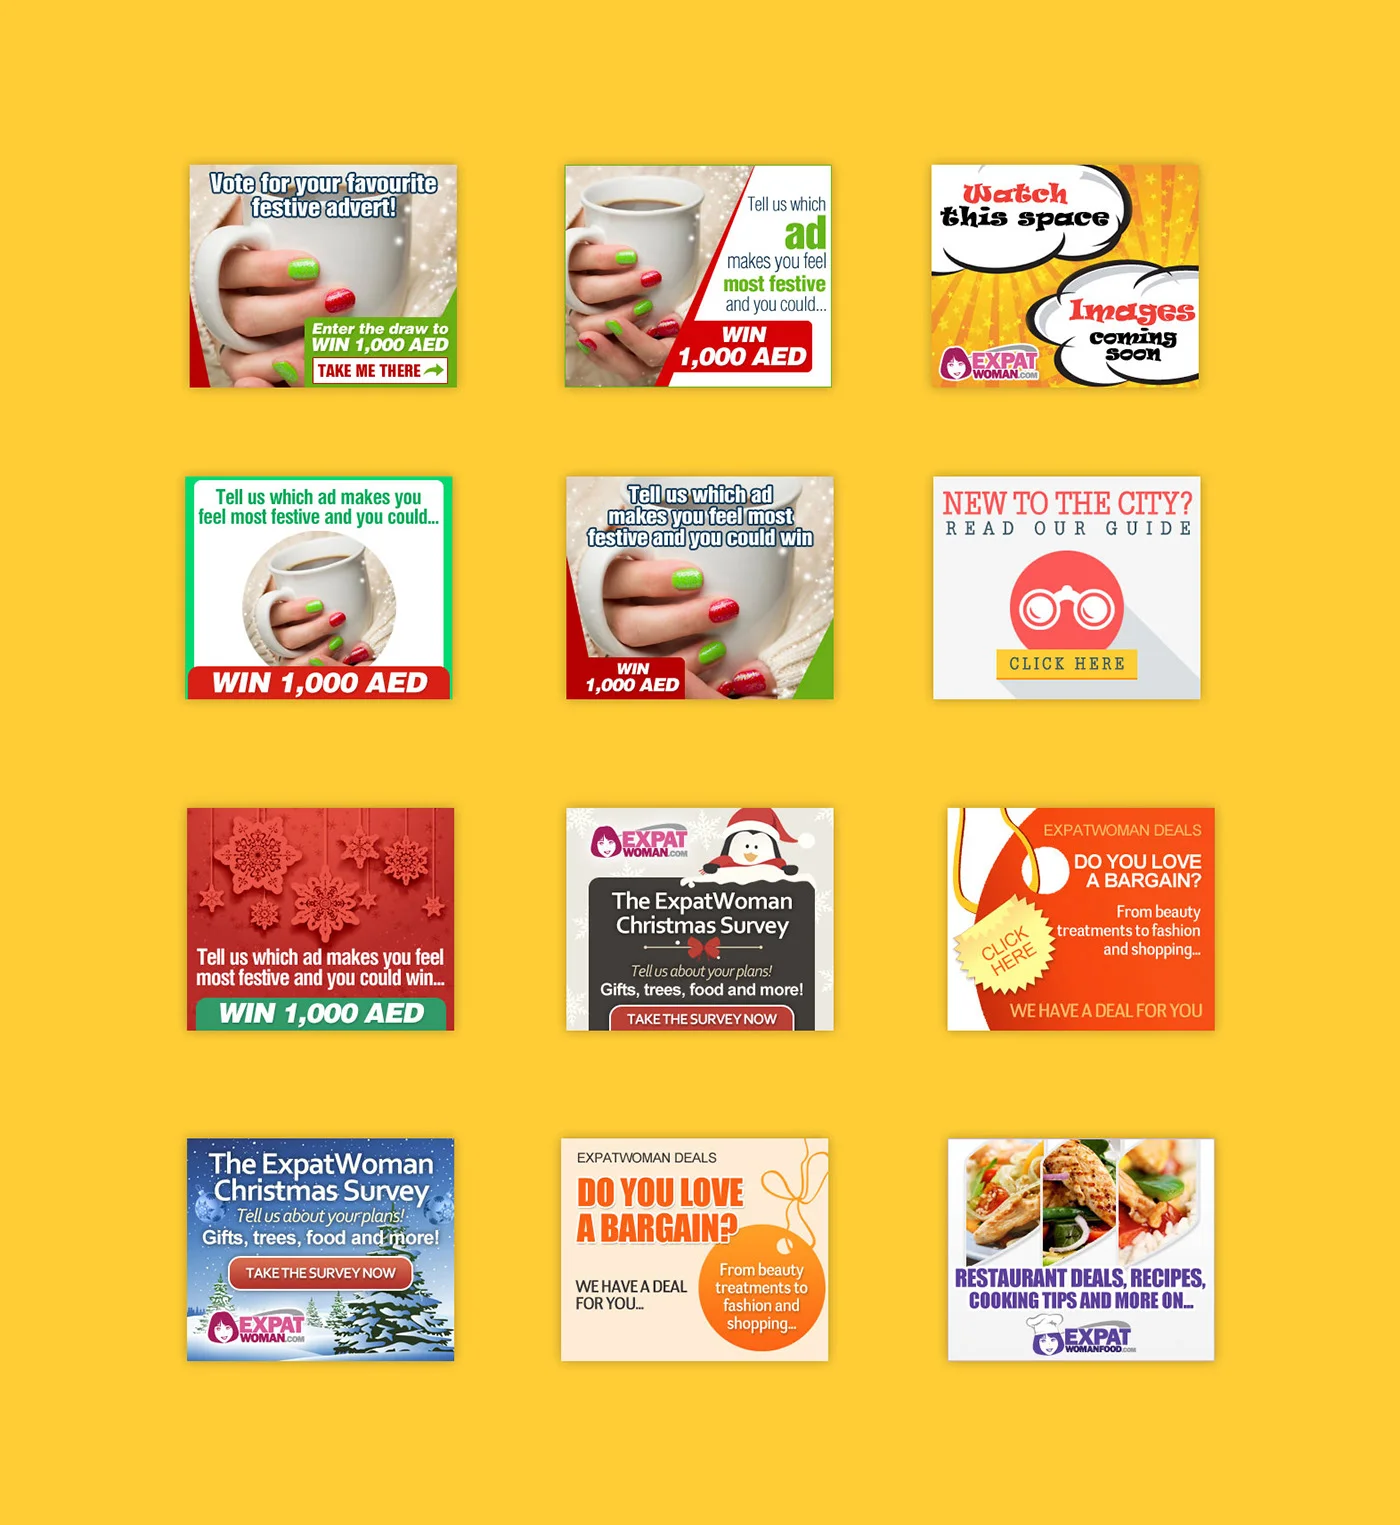 Vote for your favourite
festive advert!
Enter the draw to
WIN 1,000 AED
TAKE ME THERE
Tell us which
ad
makes you feel
most festive
and you could...
WIN
1,000 AED
Watch
this space
Images
coming
soon
EXPAT
WOMAN.COM
Tell us which ad makes you
feel most festive and you could...
WIN 1,000 AED
Tell us which ad
makes you feel most
festive and you could win
WIN
1,000 AED
NEW TO THE CITY?
READ OUR GUIDE
CLICK HERE
Tell us which ad makes you feel
most festive and you could win...
WIN 1,000 AED
EXPAT
WOMAN.COM
The ExpatWoman
Christmas Survey
Tell us about your plans!
Gifts, trees, food and more!
TAKE THE SURVEY NOW
EXPATWOMAN DEALS
DO YOU LOVE
A BARGAIN?
From beauty
treatments to fashion
and shopping...
CLICK
HERE
WE HAVE A DEAL FOR YOU
The ExpatWoman
Christmas Survey
Tell us about your plans!
Gifts, trees, food and more!
TAKE THE SURVEY NOW
EXPAT
WOMAN.COM
EXPATWOMAN DEALS
DO YOU LOVE
A BARGAIN?
WE HAVE A DEAL
FOR YOU...
From beauty
treatments to
fashion and
shopping...
RESTAURANT DEALS, RECIPES,
COOKING TIPS AND MORE ON...
EXPAT
WOMANFOOD.COM